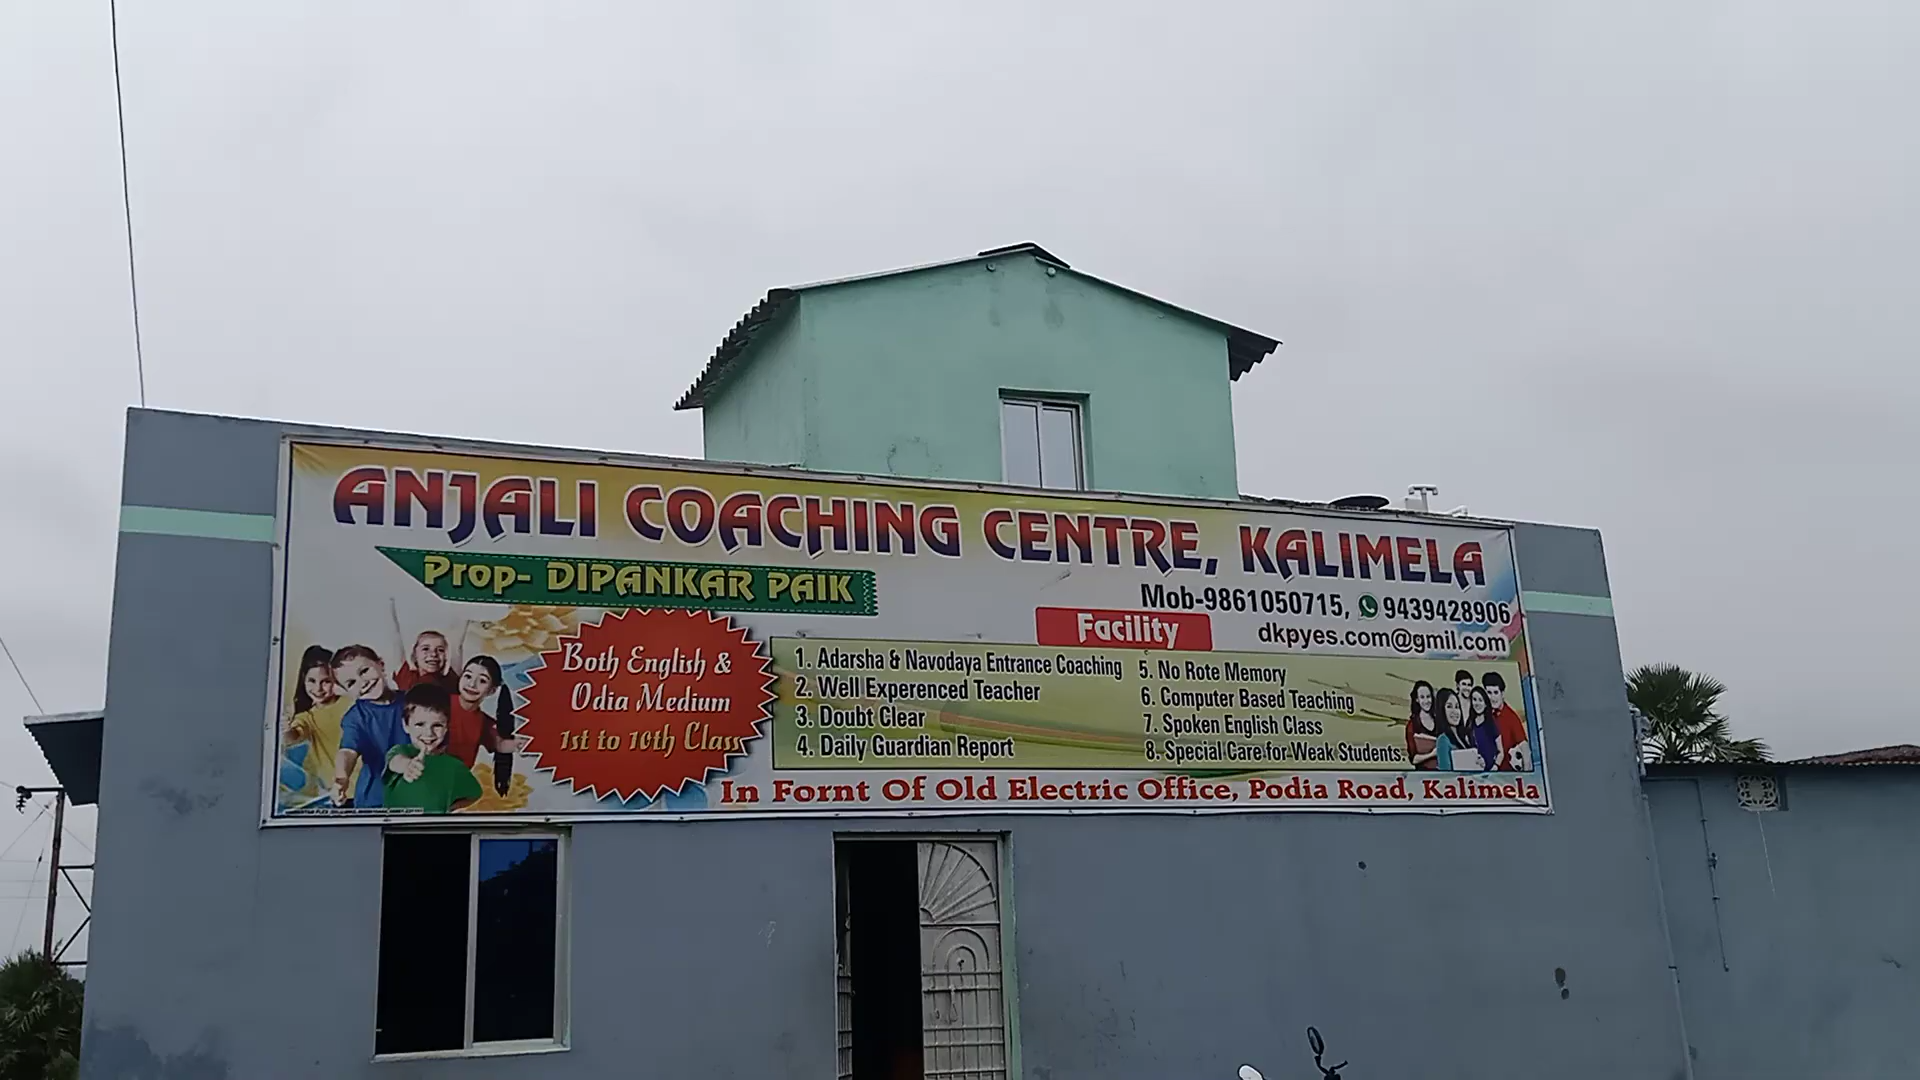 ANJALI COACHING CENTRE, KALIMELA
Prop- DIPANKAR PAIK
Mob-9861050715, 9439428906
dkpyes.com@gmil.com
Both English &
Odia Medium
1st to 10th Class
Facility
1. Adarsha & Navodaya Entrance Coaching
2. Well Experenced Teacher
3. Doubt Clear
4. Daily Guardian Report
5. No Rote Memory
6. Computer Based Teaching
7. Spoken English Class
8. Special Care for Weak Students.
In Fornt Of Old Electric Office, Podia Road, Kalimela